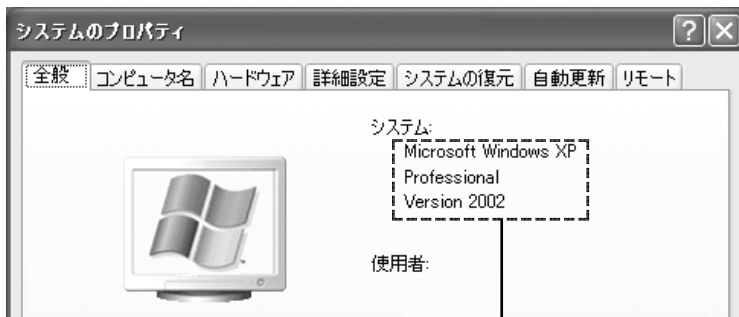 システムのプロパティ
全般 コンピュータ名 ハードウェア 詳細設定 システムの復元 自動更新 リモート
システム:
Microsoft Windows XP
Professional
Version 2002
使用者: